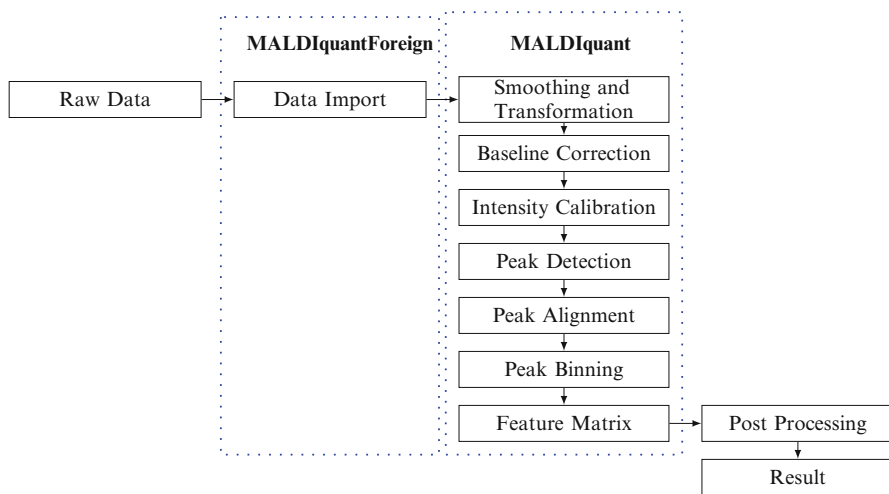 MALDIquantForeign
MALDIquant
Raw Data
Data Import
Smoothing and
Transformation
Baseline Correction
Intensity Calibration
Peak Detection
Peak Alignment
Peak Binning
Feature Matrix
Post Processing
Result